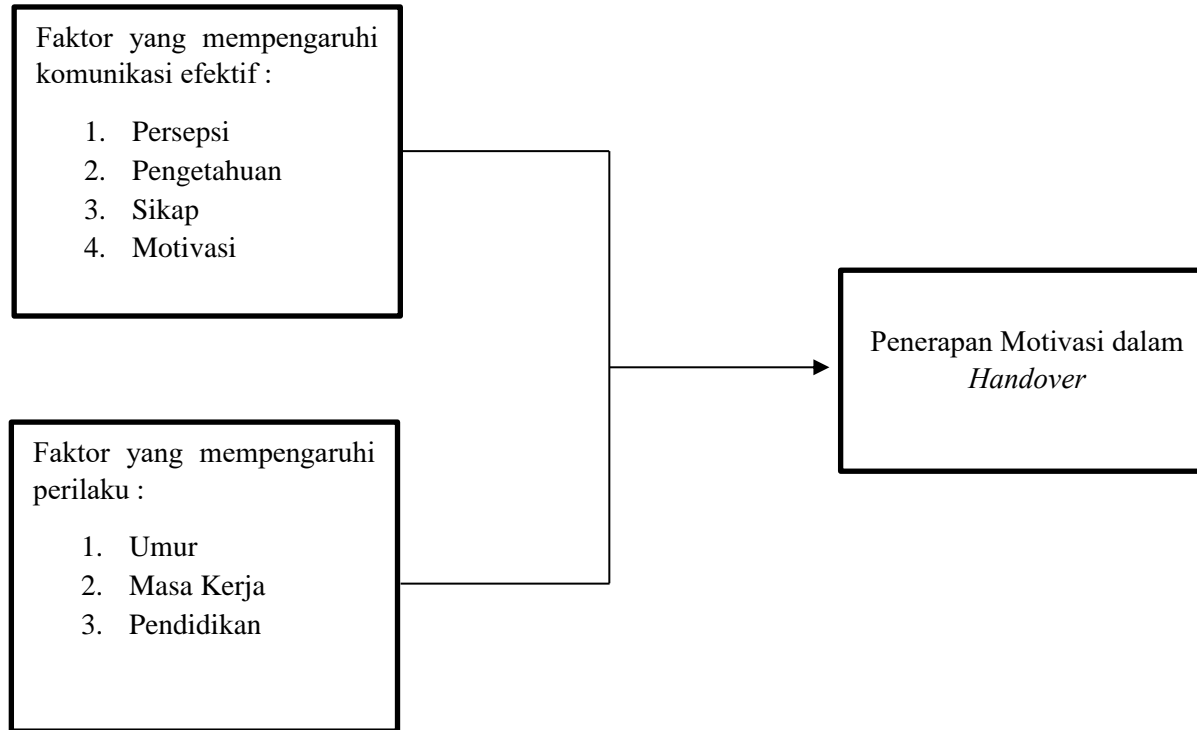 Faktor yang mempengaruhi
komunikasi efektif :
1. Persepsi
2. Pengetahuan
3. Sikap
4. Motivasi
Penerapan Motivasi dalam
Handover
Faktor yang mempengaruhi
perilaku :
1. Umur
2. Masa Kerja
3. Pendidikan